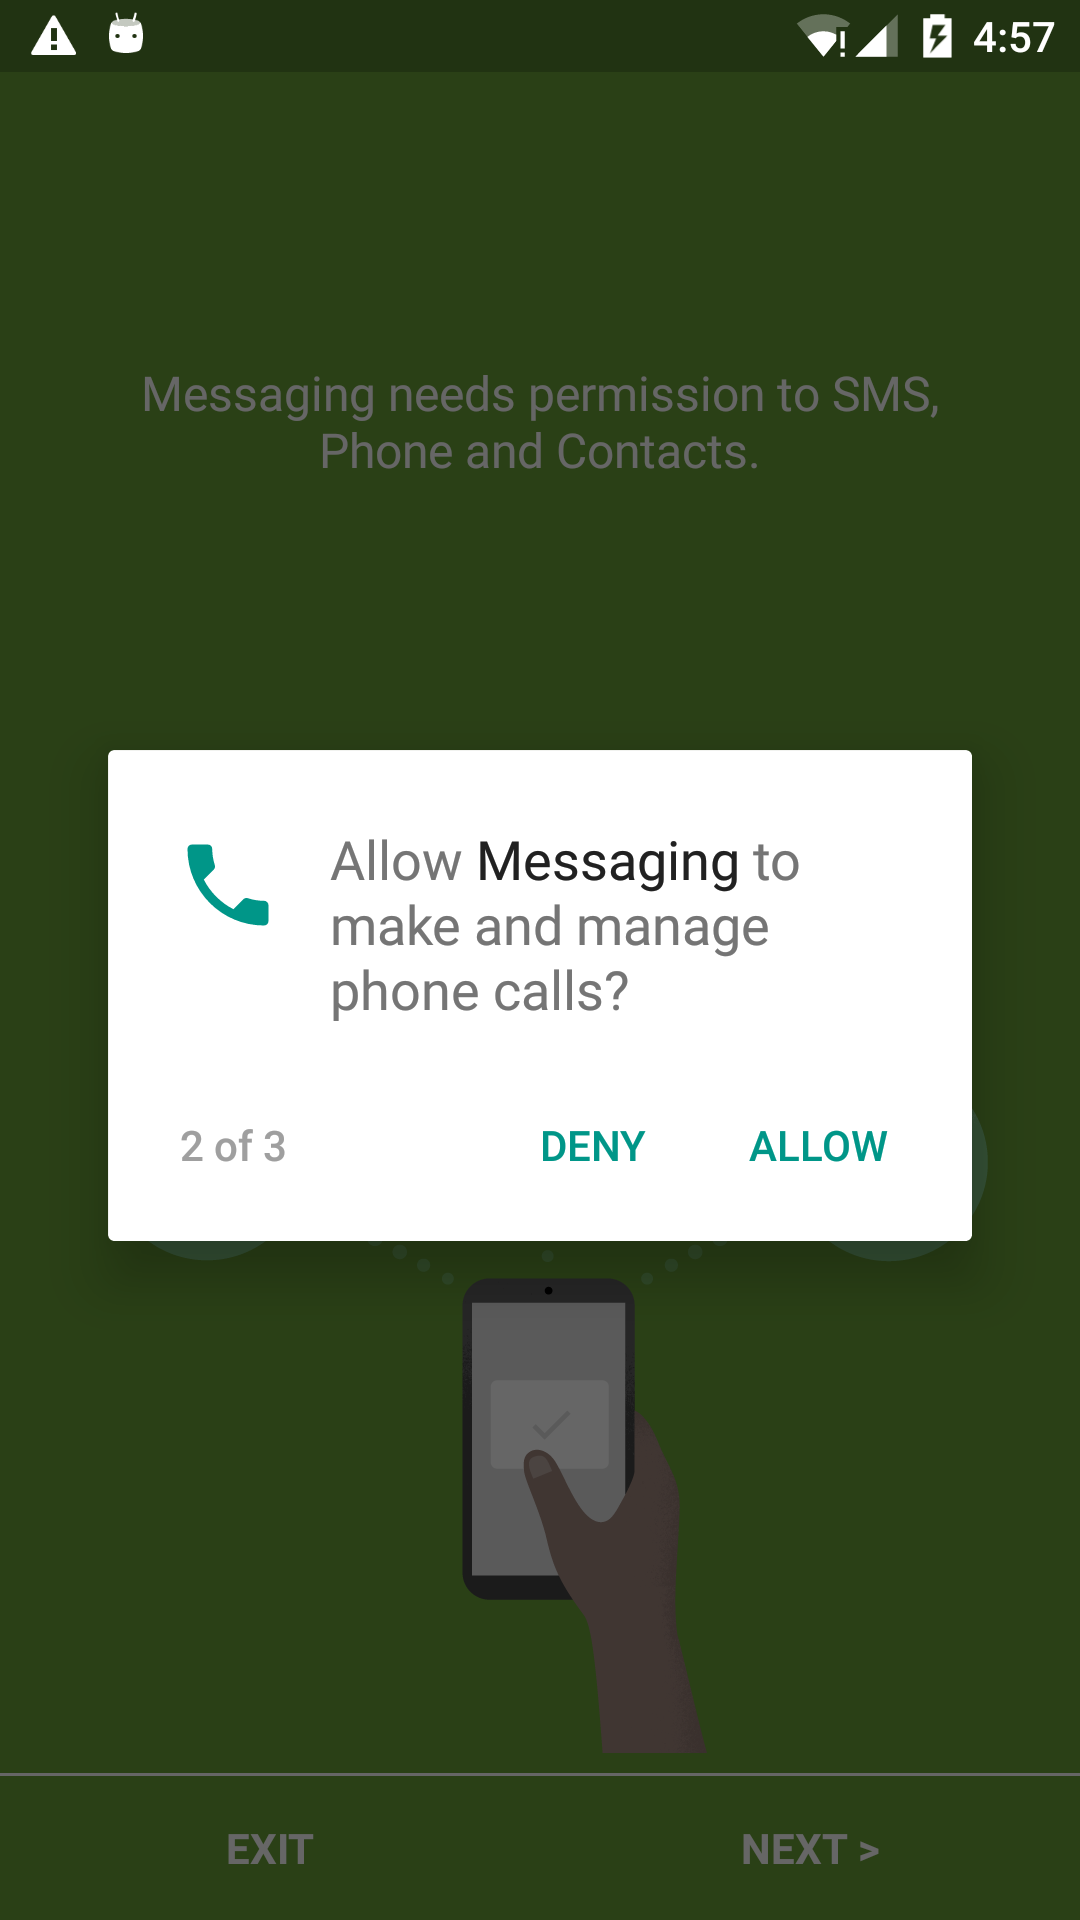 4:57
Messaging needs permission to SMS,
Phone and Contacts.
Allow Messaging to
make and manage
phone calls?
2 of 3
DENY
ALLOW
EXIT
NEXT >